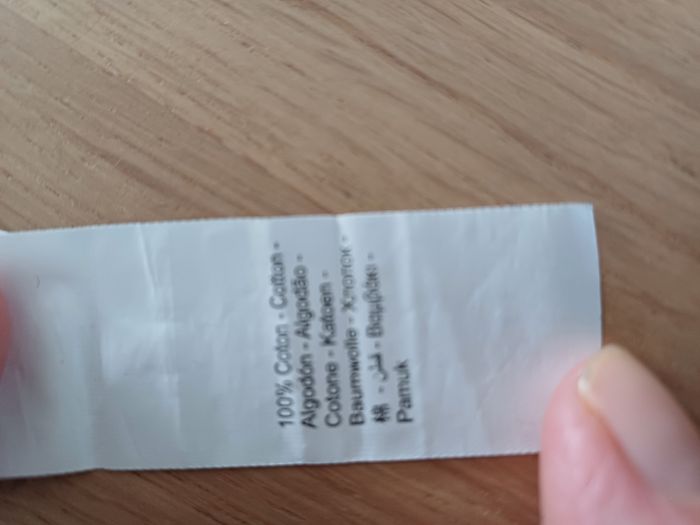 100% Coton - Cotton -
Algodón - Algodão -
Cotone - Katoen -
Baumwolle - Хлопок -
棉 - قطن - Βαμβάκι -
Pamuk